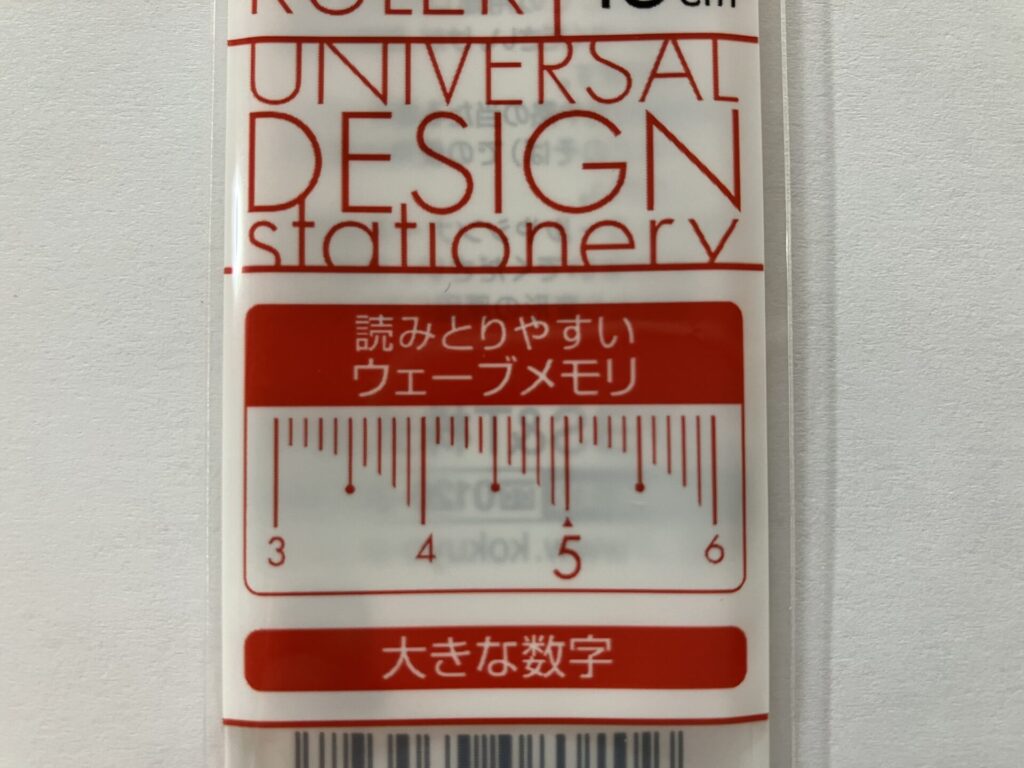 UNIVERSAL
DESIGN
stationery
読みとりやすい
ウェーブメモリ
3 4 5 6
大きな数字